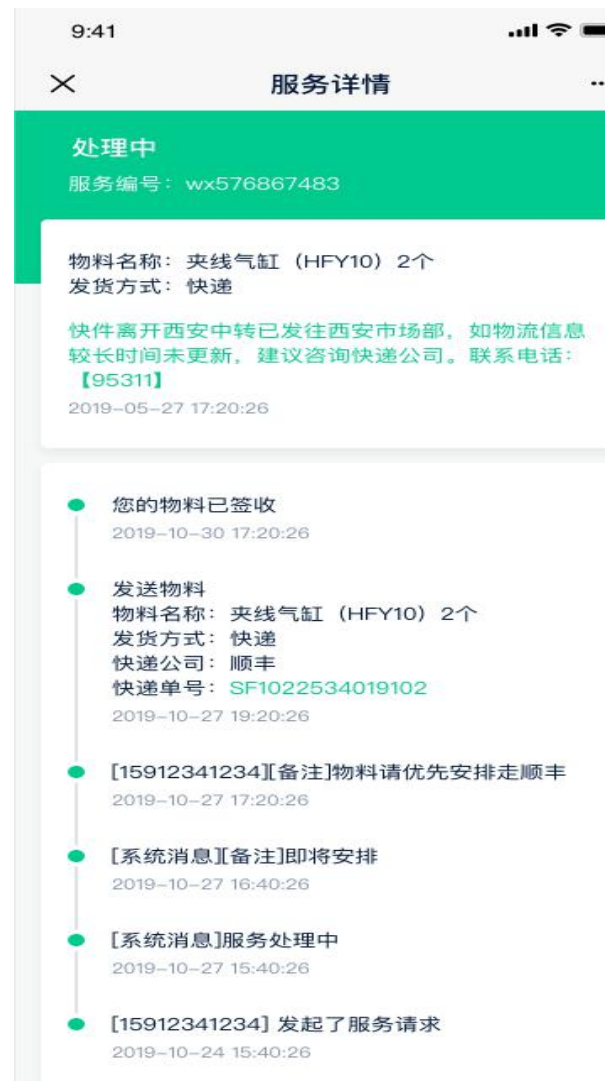 9:41
服务详情
处理中
服务编号：wx576867483
物料名称：夹线气缸（HFY10）2个
发货方式：快递
快件离开西安中转已发往西安市场部，如物流信息
较长时间未更新，建议咨询快递公司。联系电话：
【95311】
2019-05-27 17:20:26
您的物料已签收
2019-10-30 17:20:26
发送物料
物料名称：夹线气缸（HFY10）2个
发货方式：快递
快递公司：顺丰
快递单号：SF1022534019102
2019-10-27 19:20:26
[15912341234][备注]物料请优先安排走顺丰
2019-10-27 17:20:26
[系统消息][备注]即将安排
2019-10-27 16:40:26
[系统消息]服务处理中
2019-10-27 15:40:26
[15912341234] 发起了服务请求
2019-10-24 15:40:26